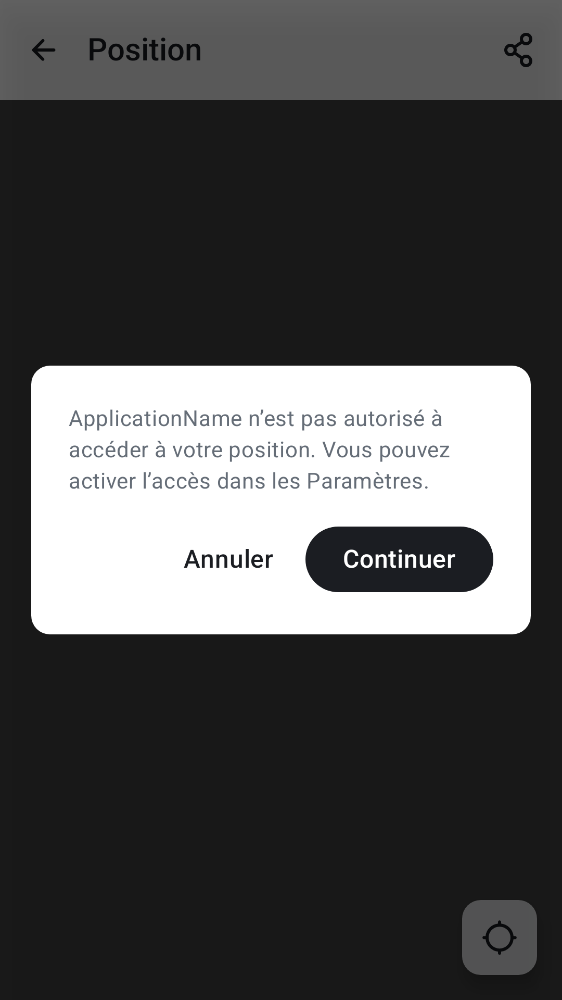 Position
ApplicationName n’est pas autorisé à
accéder à votre position. Vous pouvez
activer l’accès dans les Paramètres.
Annuler Continuer